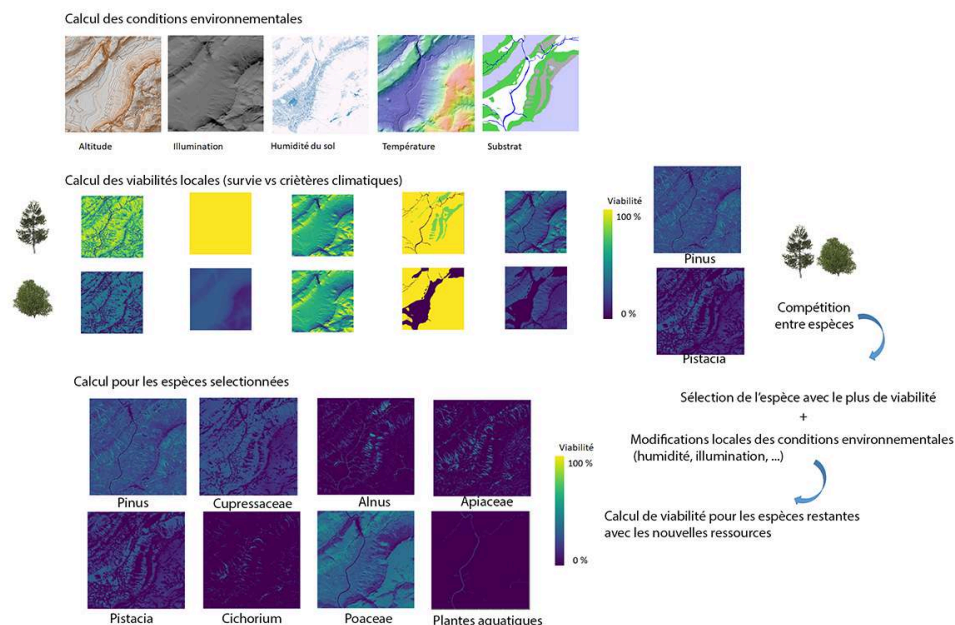 Calcul des conditions environnementales
Altitude
Illumination
Humidité du sol
Température
Substrat
Calcul des viabilités locales (survie vs crièteres climatiques)
Viabilité
100 %
0 %
Pinus
Pistacia
Compétition
entre espèces
Sélection de l'espèce avec le plus de viabilité
+
Modifications locales des conditions environnementales
(humidité, illumination, ...)
Calcul de viabilité pour les espèces restantes
avec les nouvelles ressources
Calcul pour les espèces selectionnées
Viabilité
100 %
0 %
Pinus
Cupressaceae
Alnus
Apiaceae
Pistacia
Cichorium
Poaceae
Plantes aquatiques